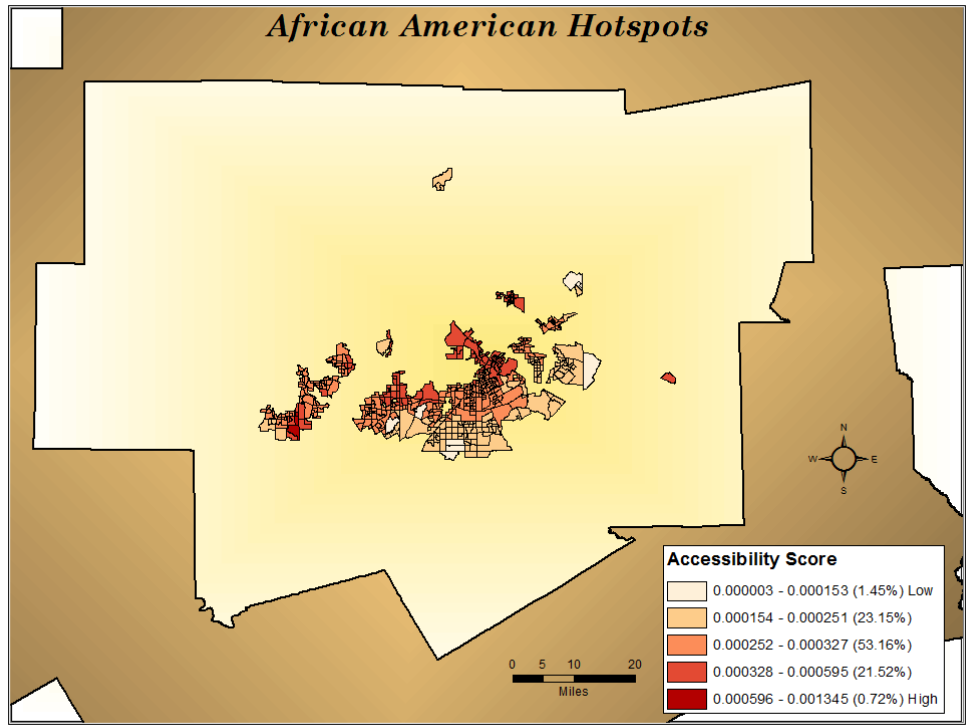 African American Hotspots
N
W E
S
Accessibility Score
0.000003 - 0.000153 (1.45%) Low
0.000154 - 0.000251 (23.15%)
0.000252 - 0.000327 (53.16%)
0.000328 - 0.000595 (21.52%)
0.000596 - 0.001345 (0.72%) High
0 5 10 20
Miles